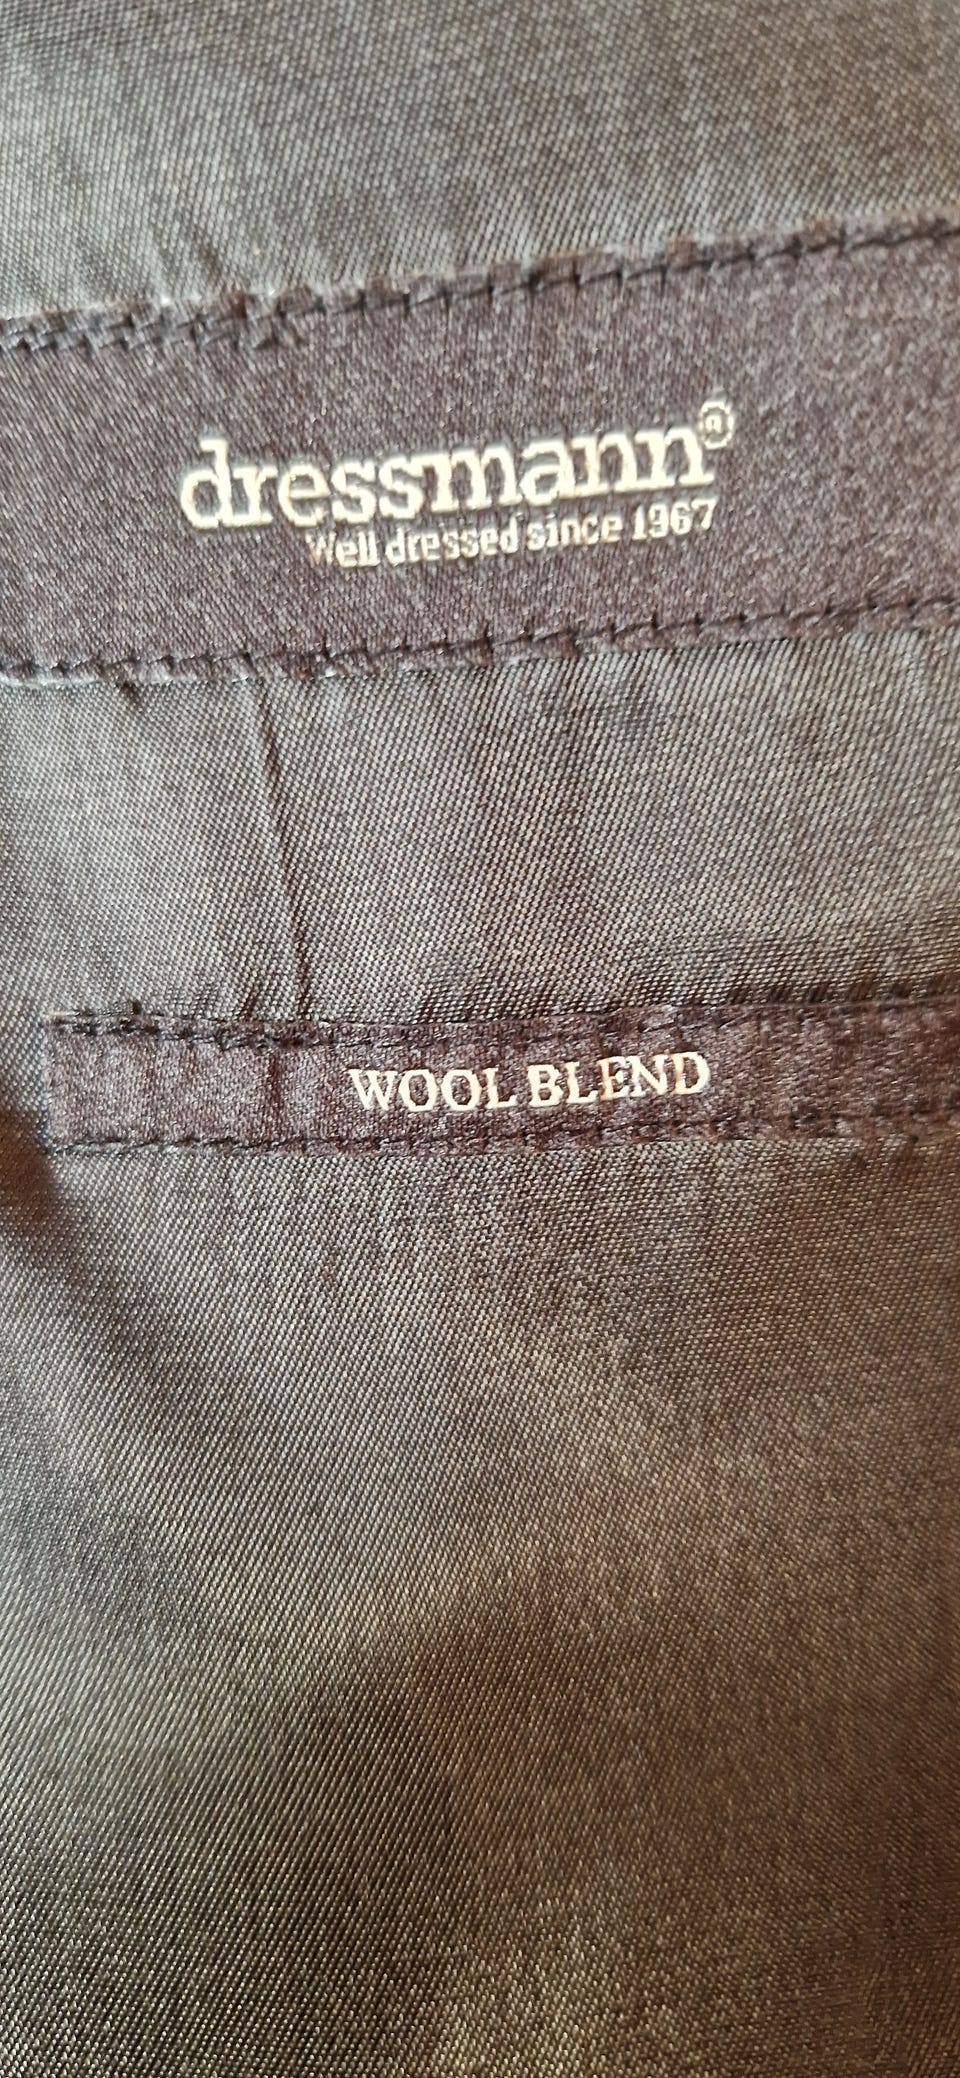 dressmann®
Well dressed since 1967
WOOL BLEND